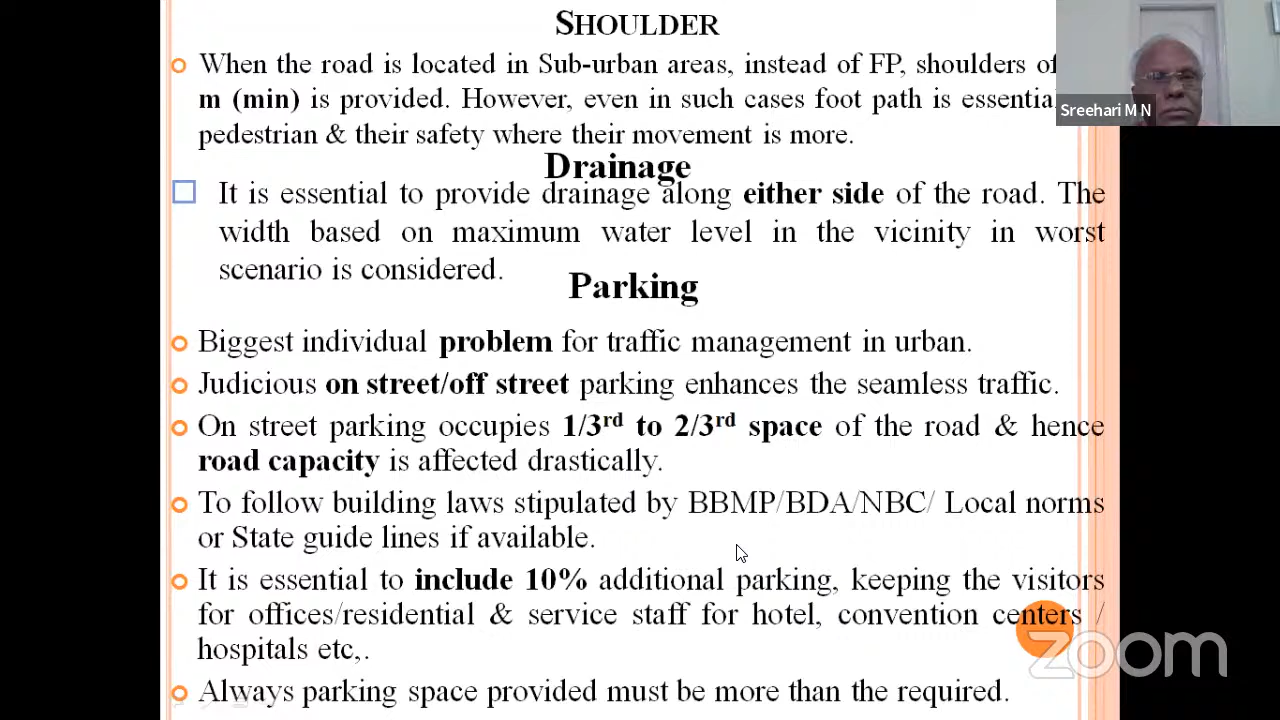 SHOULDER
When the road is located in Sub-urban areas, instead of FP, shoulders of
m (min) is provided. However, even in such cases foot path is essential
pedestrian & their safety where their movement is more.
Sreehari M N
Drainage
It is essential to provide drainage along either side of the road. The
width based on maximum water level in the vicinity in worst
scenario is considered.
Parking
Biggest individual problem for traffic management in urban.
Judicious on street/off street parking enhances the seamless traffic.
On street parking occupies 1/3rd to 2/3rd space of the road & hence
road capacity is affected drastically.
To follow building laws stipulated by BBMP/BDA/NBC/ Local norms
or State guide lines if available.
It is essential to include 10% additional parking, keeping the visitors
for offices/residential & service staff for hotel, convention centers /
hospitals etc,.
Always parking space provided must be more than the required.
zoom